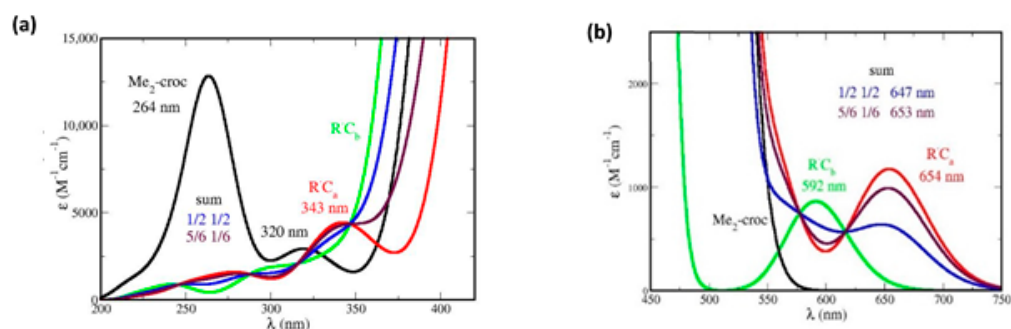 (a)
15,000
10,000
5000
0
ε (M⁻¹cm⁻¹)
Me₂-croc
264 nm
sum
1/2 1/2
5/6 1/6
320 nm
R'C_b
R'C_a
343 nm
200 250 300 350 400
λ (nm)
(b)
2000
1000
0
ε (M⁻¹cm⁻¹)
sum
1/2 1/2 647 nm
5/6 1/6 653 nm
R'C_b
592 nm
R'C_a
654 nm
Me₂-croc
450 500 550 600 650 700 750
λ (nm)